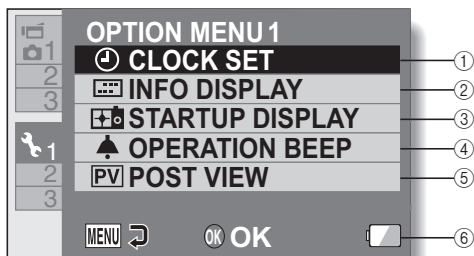 OPTION MENU 1
1
CLOCK SET
①
2
INFO DISPLAY
②
3
STARTUP DISPLAY
③
1
OPERATION BEEP
④
2
PV POST VIEW
⑤
3
MENU OK OK
⑥